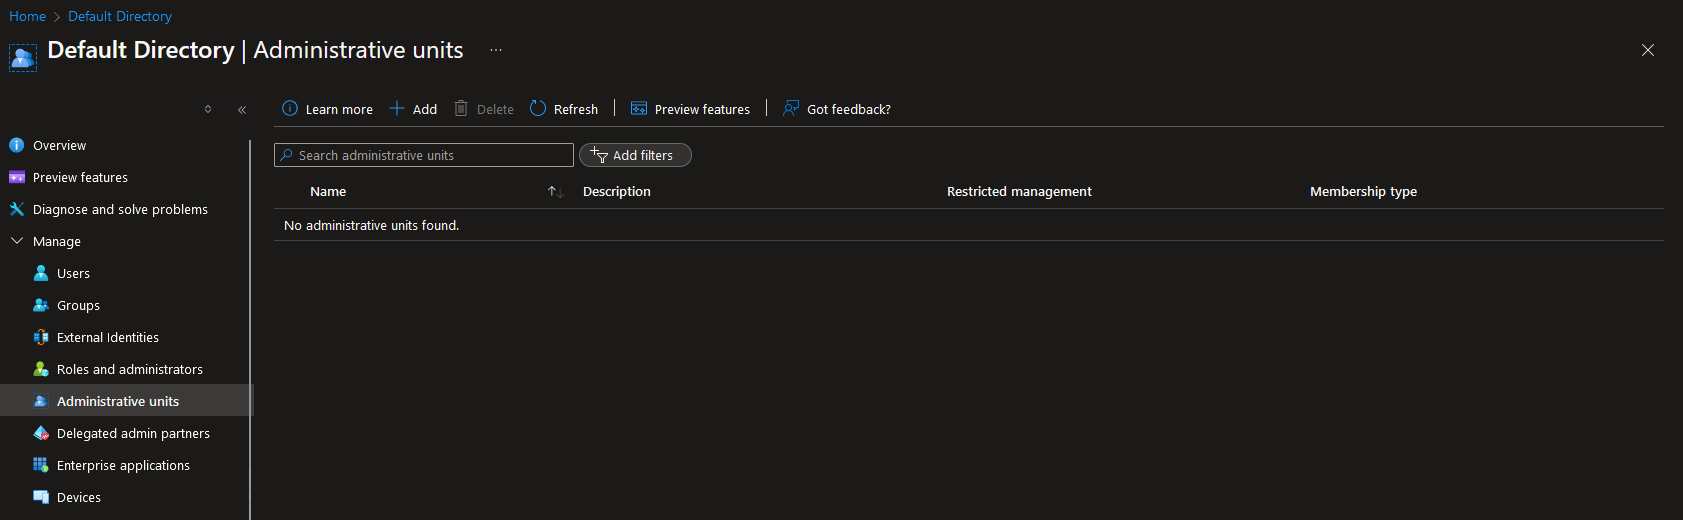 Home > Default Directory
Default Directory | Administrative units ...
Learn more Add Delete Refresh Preview features Got feedback?
Overview
Preview features
Diagnose and solve problems
Manage
Users
Groups
External Identities
Roles and administrators
Administrative units
Delegated admin partners
Enterprise applications
Devices
Search administrative units Add filters
Name Description Restricted management Membership type
No administrative units found.